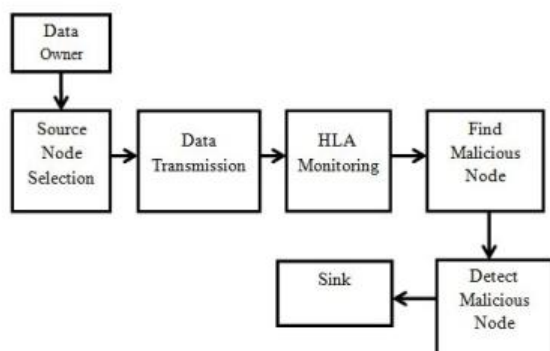 Data
Owner
Source
Node
Selection
Data
Transmission
HLA
Monitoring
Find
Malicious
Node
Detect
Malicious
Node
Sink